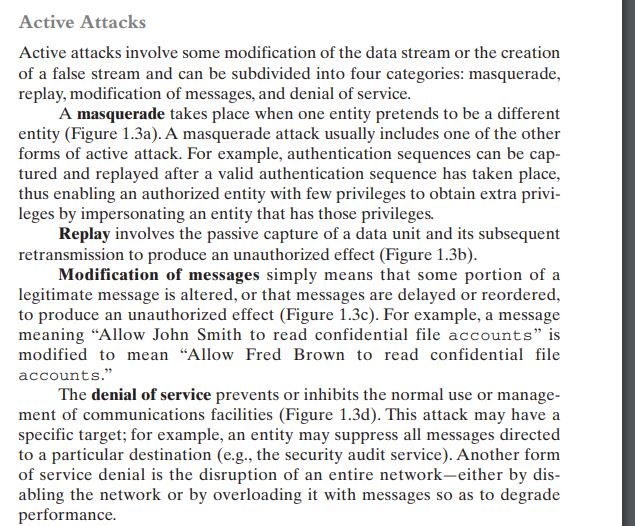 Active Attacks
Active attacks involve some modification of the data stream or the creation
of a false stream and can be subdivided into four categories: masquerade,
replay, modification of messages, and denial of service.
A masquerade takes place when one entity pretends to be a different
entity (Figure 1.3a). A masquerade attack usually includes one of the other
forms of active attack. For example, authentication sequences can be cap-
tured and replayed after a valid authentication sequence has taken place,
thus enabling an authorized entity with few privileges to obtain extra privi-
leges by impersonating an entity that has those privileges.
Replay involves the passive capture of a data unit and its subsequent
retransmission to produce an unauthorized effect (Figure 1.3b).
Modification of messages simply means that some portion of a
legitimate message is altered, or that messages are delayed or reordered,
to produce an unauthorized effect (Figure 1.3c). For example, a message
meaning “Allow John Smith to read confidential file accounts” is
modified to mean “Allow Fred Brown to read confidential file
accounts.”
The denial of service prevents or inhibits the normal use or manage-
ment of communications facilities (Figure 1.3d). This attack may have a
specific target; for example, an entity may suppress all messages directed
to a particular destination (e.g., the security audit service). Another form
of service denial is the disruption of an entire network—either by dis-
abling the network or by overloading it with messages so as to degrade
performance.